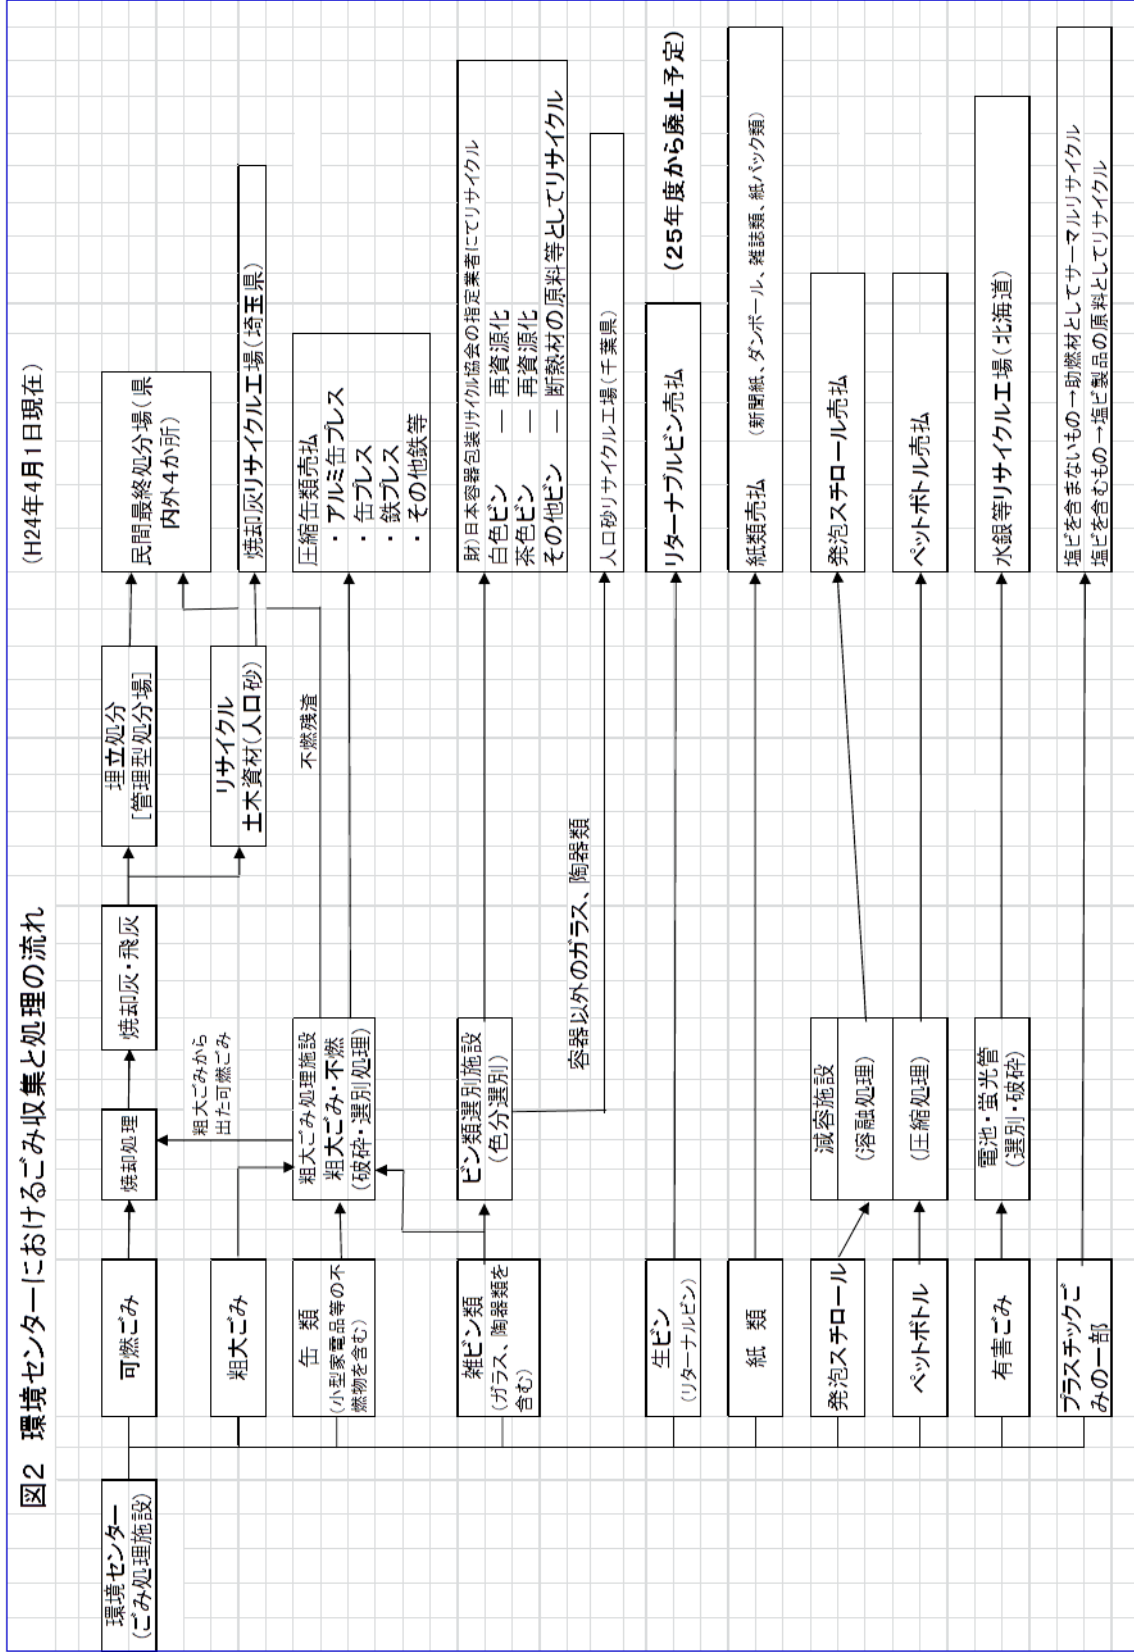 図2 環境センターにおけるごみ収集と処理の流れ
(H24年4月1日現在)
環境センター
(ごみ処理施設)
可燃ごみ
焼却処理
焼却灰・飛灰
埋立処分
[管理型処分場]
民間最終処分場(県
内外4か所)
リサイクル
土木資材(人口砂)
焼却灰リサイクル工場(埼玉県)
粗大ごみ
粗大ごみから
出た可燃ごみ
缶 類
(小型家電品等の不
燃物を含む)
粗大ごみ処理施設
粗大ごみ・不燃
(破砕・選別処理)
不燃残渣
圧縮缶類売払
・アルミ缶プレス
・缶プレス
・鉄プレス
・その他鉄等
雑ビン類
(ガラス、陶器類を
含む)
ビン類選別施設
(色分選別)
財)日本容器包装リサイクル協会の指定業者にてリサイクル
白色ビン ― 再資源化
茶色ビン ― 再資源化
その他ビン ― 断熱材の原料等としてリサイクル
容器以外のガラス、陶器類
人口砂リサイクル工場(千葉県)
生ビン
(リターナルビン)
リターナブルビン売払
(25年度から廃止予定)
紙 類
紙類売払 (新聞紙、ダンボール、雑誌類、紙パック類)
発泡スチロール
減容施設
(溶融処理)
発泡スチロール売払
ペットボトル
(圧縮処理)
ペットボトル売払
有害ごみ
電池・蛍光管
(選別・破砕)
水銀等リサイクル工場(北海道)
プラスチックご
みの一部
塩ビを含まないもの→助燃材としてサーマルリサイクル
塩ビを含むもの→塩ビ製品の原料としてリサイクル